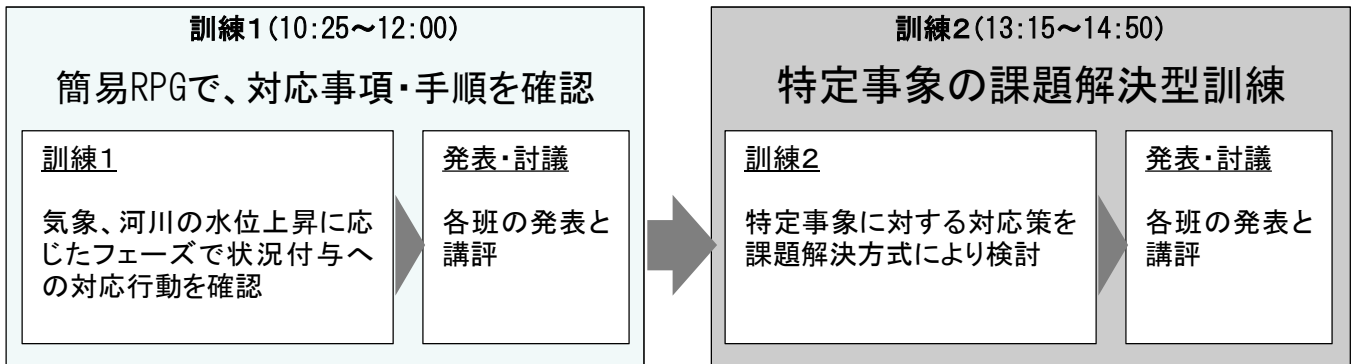 訓練1(10:25～12:00)
簡易RPGで、対応事項・手順を確認
訓練1
気象、河川の水位上昇に応
じたフェーズで状況付与へ
の対応行動を確認
発表・討議
各班の発表と
講評
訓練2(13:15～14:50)
特定事象の課題解決型訓練
訓練2
特定事象に対する対応策を
課題解決方式により検討
発表・討議
各班の発表と
講評